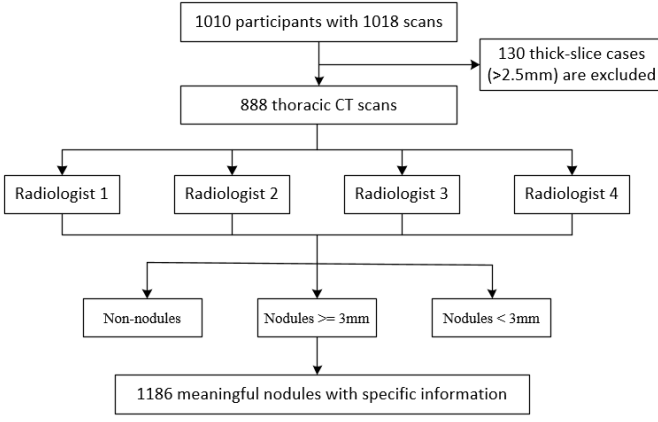 1010 participants with 1018 scans
130 thick-slice cases
(>2.5mm) are excluded
888 thoracic CT scans
Radiologist 1
Radiologist 2
Radiologist 3
Radiologist 4
Non-nodules
Nodules >= 3mm
Nodules < 3mm
1186 meaningful nodules with specific information